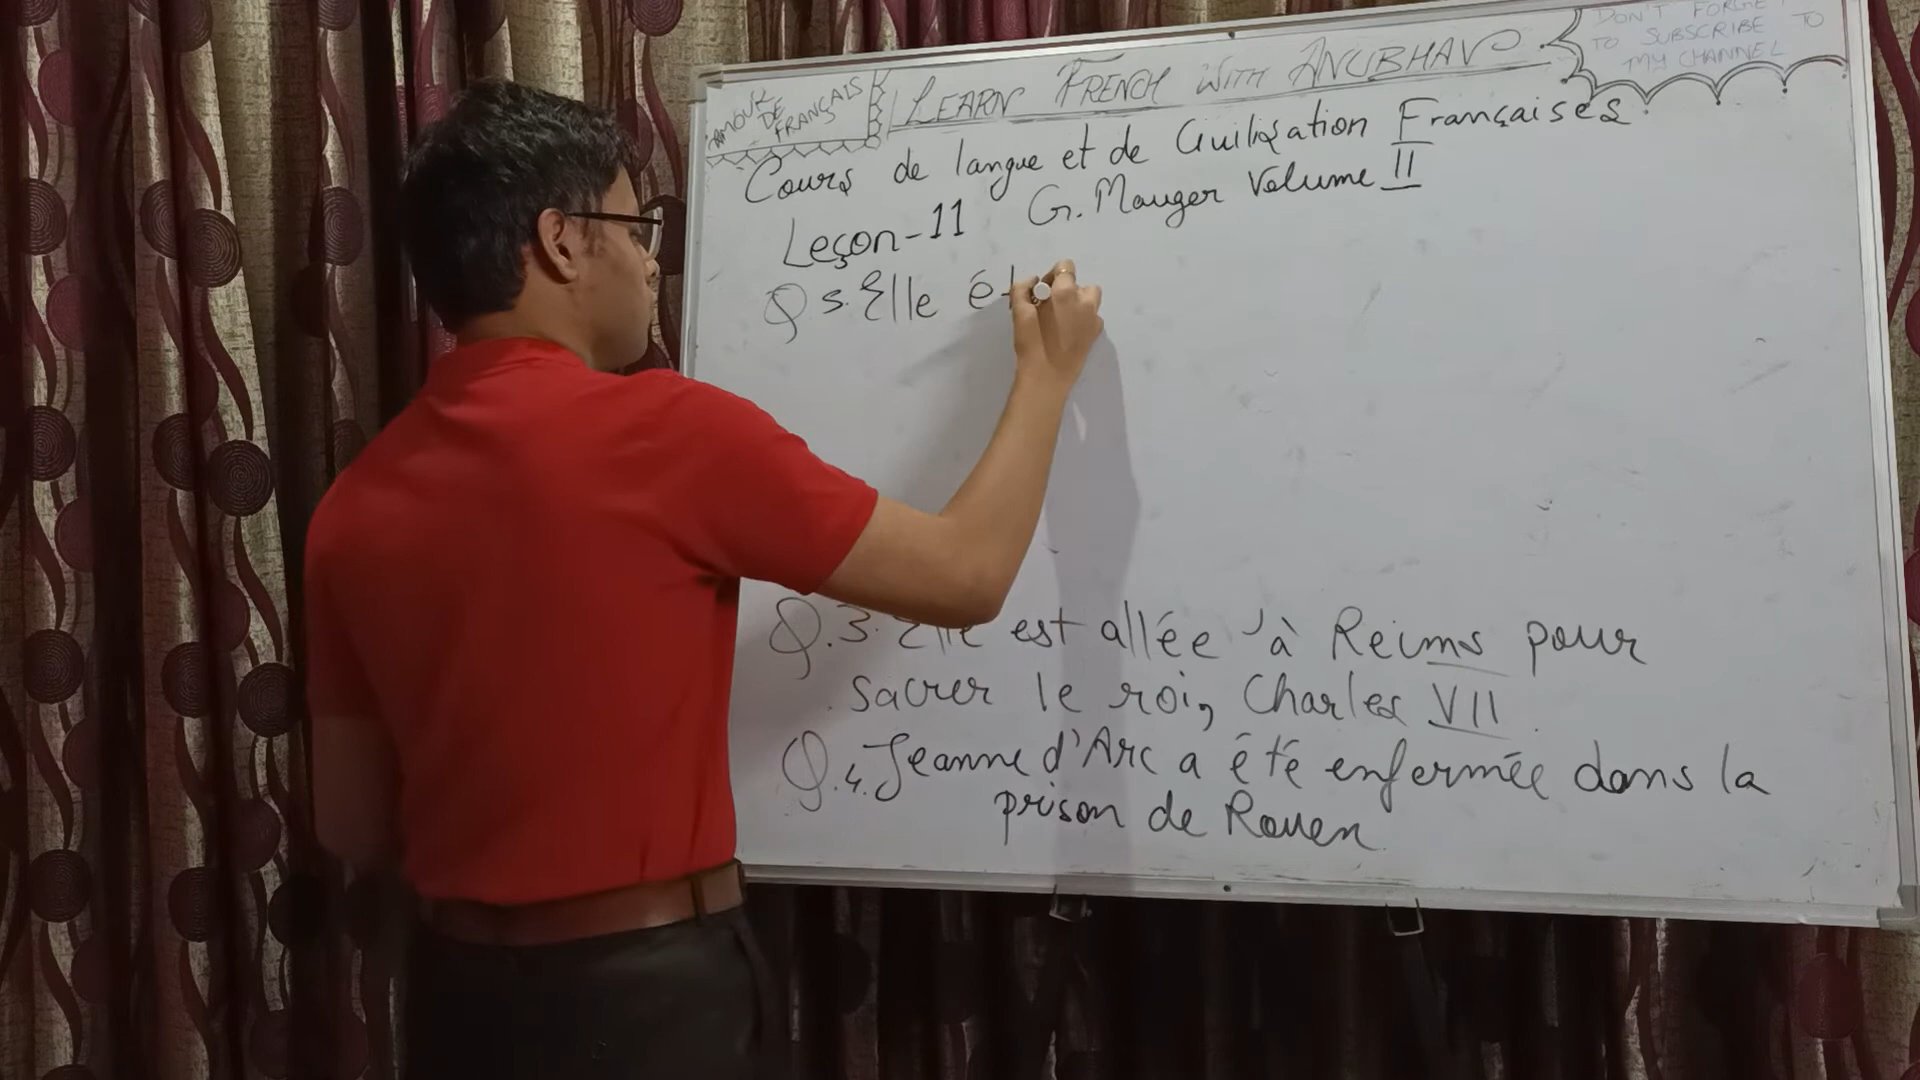 AMOUR
DE
FRANÇAIS
LEARN FRENCH WITH ANUBHAV
DON'T FORGET
TO SUBSCRIBE TO
MY CHANNEL
Cours de langue et de Civilisation Françaises
Leçon-11 G. Mauger Volume II
Q 5. Elle ét
Q.3. Elle est allée à Reims pour
sacrer le roi, Charles VII
Q.4. Jeanne d'Arc a été enfermée dans la
prison de Rouen